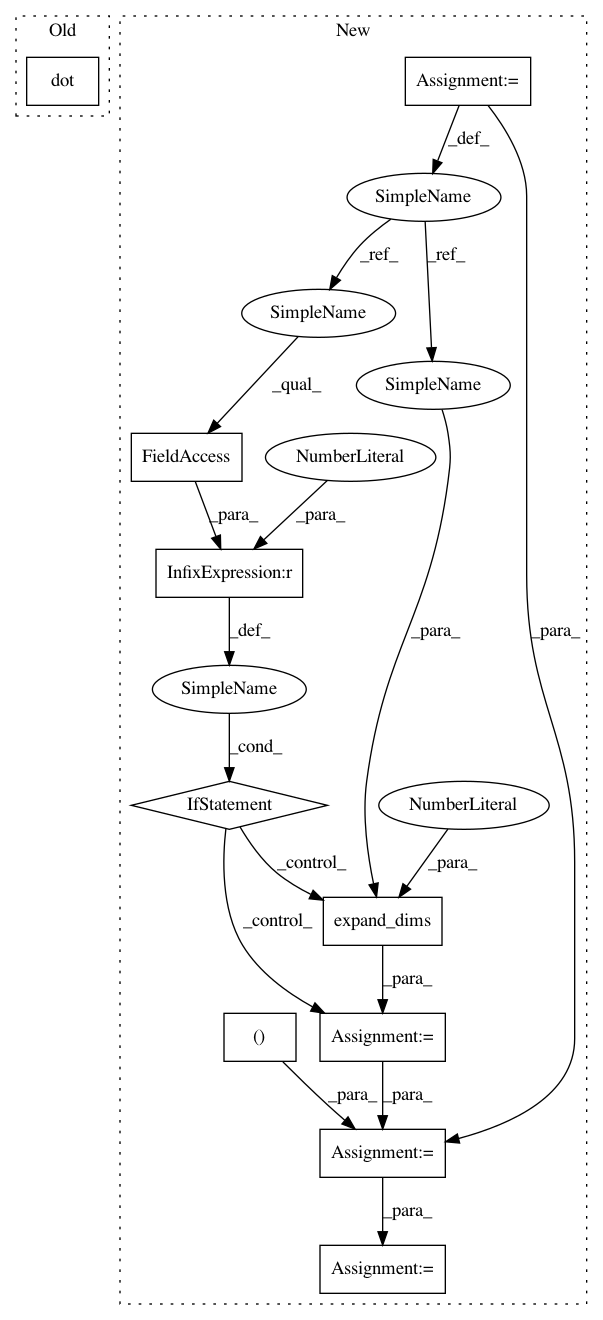 Old
New
dot
Assignment:=
_def_
SimpleName
_ref_
_ref_
SimpleName
SimpleName
_qual_
FieldAccess
NumberLiteral
_para_
_para_
InfixExpression:r
_def_
_para_
_para_
SimpleName
_cond_
IfStatement
NumberLiteral
_control_
_para_
_control_
expand_dims
_para_
()
Assignment:=
_para_
_para_
Assignment:=
_para_
Assignment:=